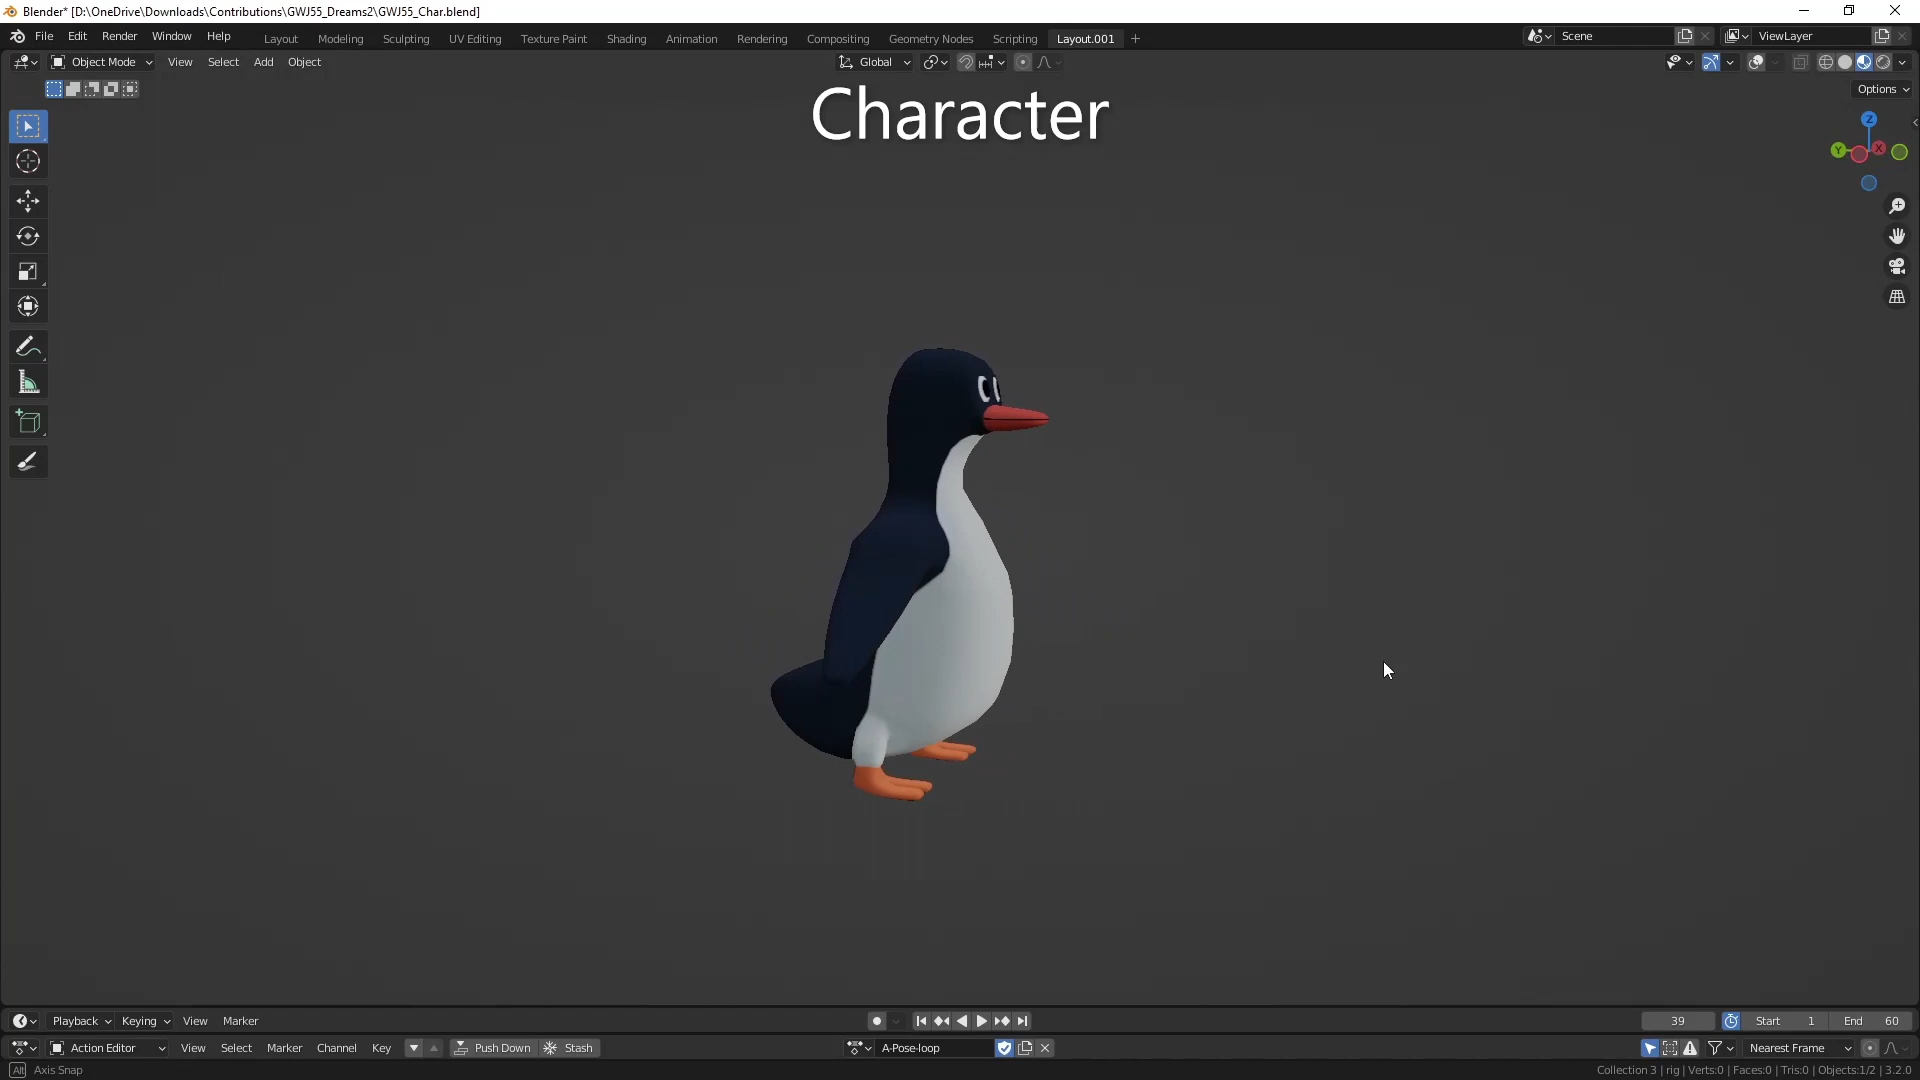 Blender* [D:\OneDrive\Downloads\Contributions\GWJ55_Dreams2\GWJ55_Char.blend]
File Edit Render Window Help Layout Modeling Sculpting UV Editing Texture Paint Shading Animation Rendering Compositing Geometry Nodes Scripting Layout.001 + Scene ViewLayer
Object Mode View Select Add Object Global
Options
Character
Z
Y X
Playback Keying View Marker 39 Start 1 End 60
Action Editor View Select Marker Channel Key Push Down Stash A-Pose-loop Nearest Frame
Alt Axis Snap Collection 3 | rig | Verts:0 | Faces:0 | Tris:0 | Objects:1/2 | 3.2.0